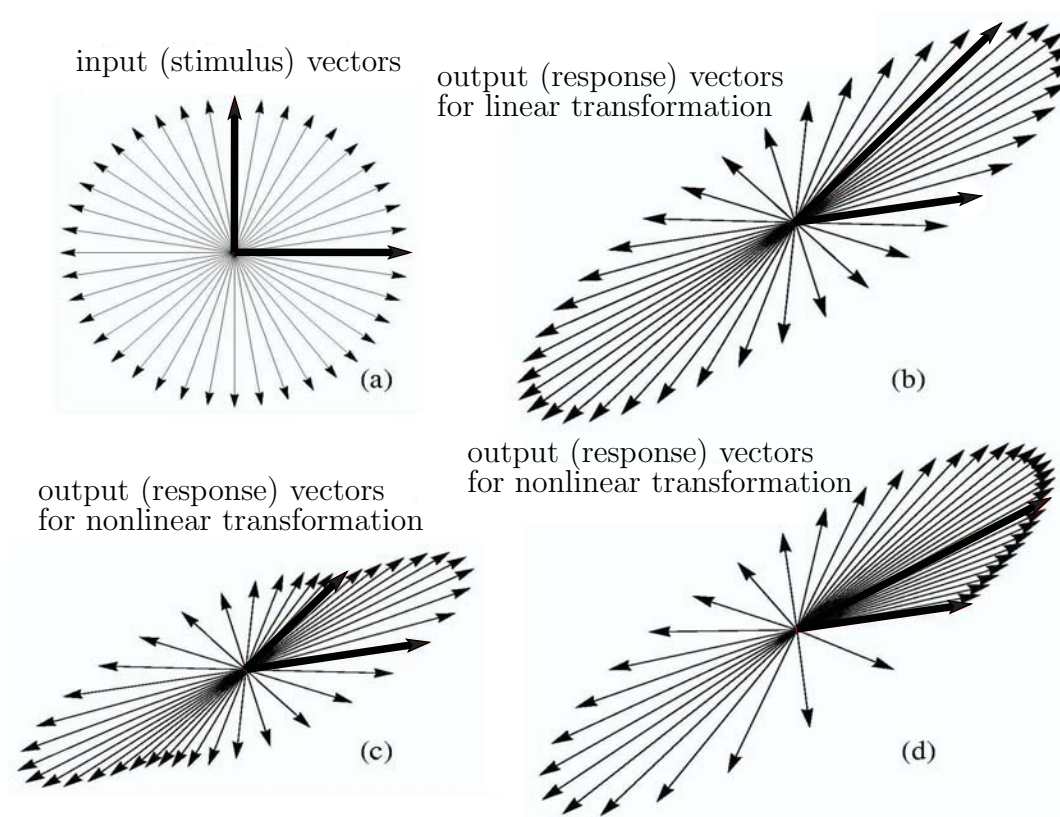 input (stimulus) vectors
(a)
output (response) vectors
for linear transformation
(b)
output (response) vectors
for nonlinear transformation
(c)
output (response) vectors
for nonlinear transformation
(d)